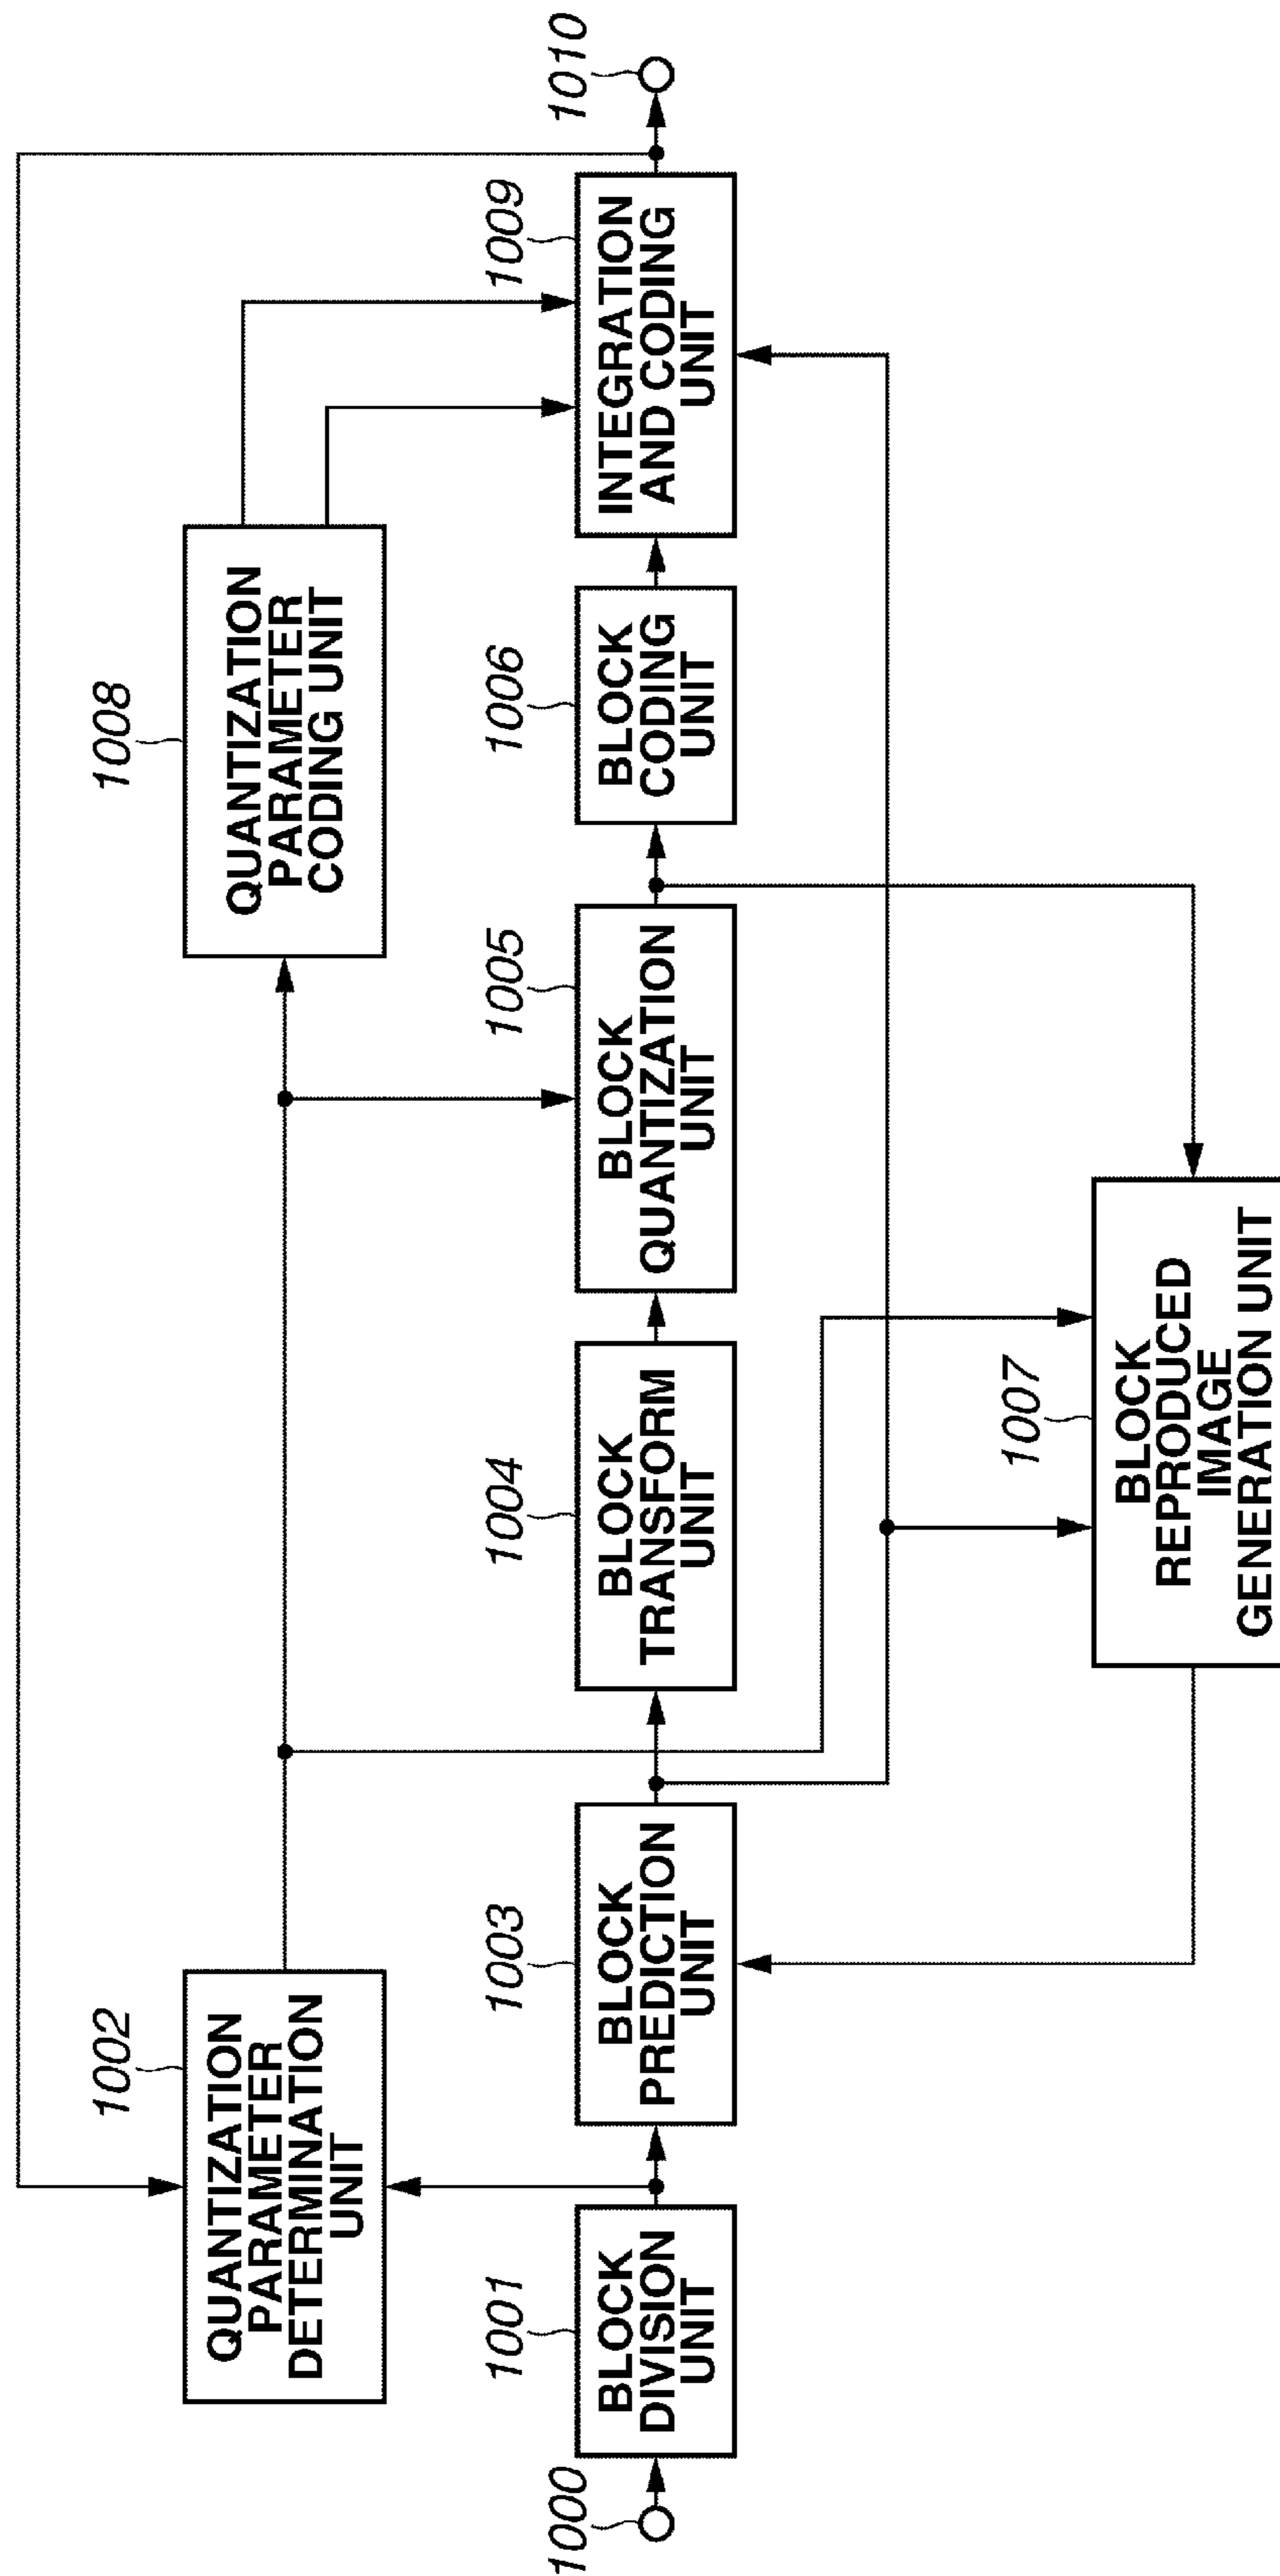 1008
QUANTIZATION
PARAMETER
CODING UNIT
1002
QUANTIZATION
PARAMETER
DETERMINATION
UNIT
1000
1001
BLOCK
DIVISION
UNIT
1003
BLOCK
PREDICTION
UNIT
1004
BLOCK
TRANSFORM
UNIT
1005
BLOCK
QUANTIZATION
UNIT
1006
BLOCK
CODING
UNIT
1009
INTEGRATION
AND CODING
UNIT
1010
1007
BLOCK
REPRODUCED
IMAGE
GENERATION UNIT